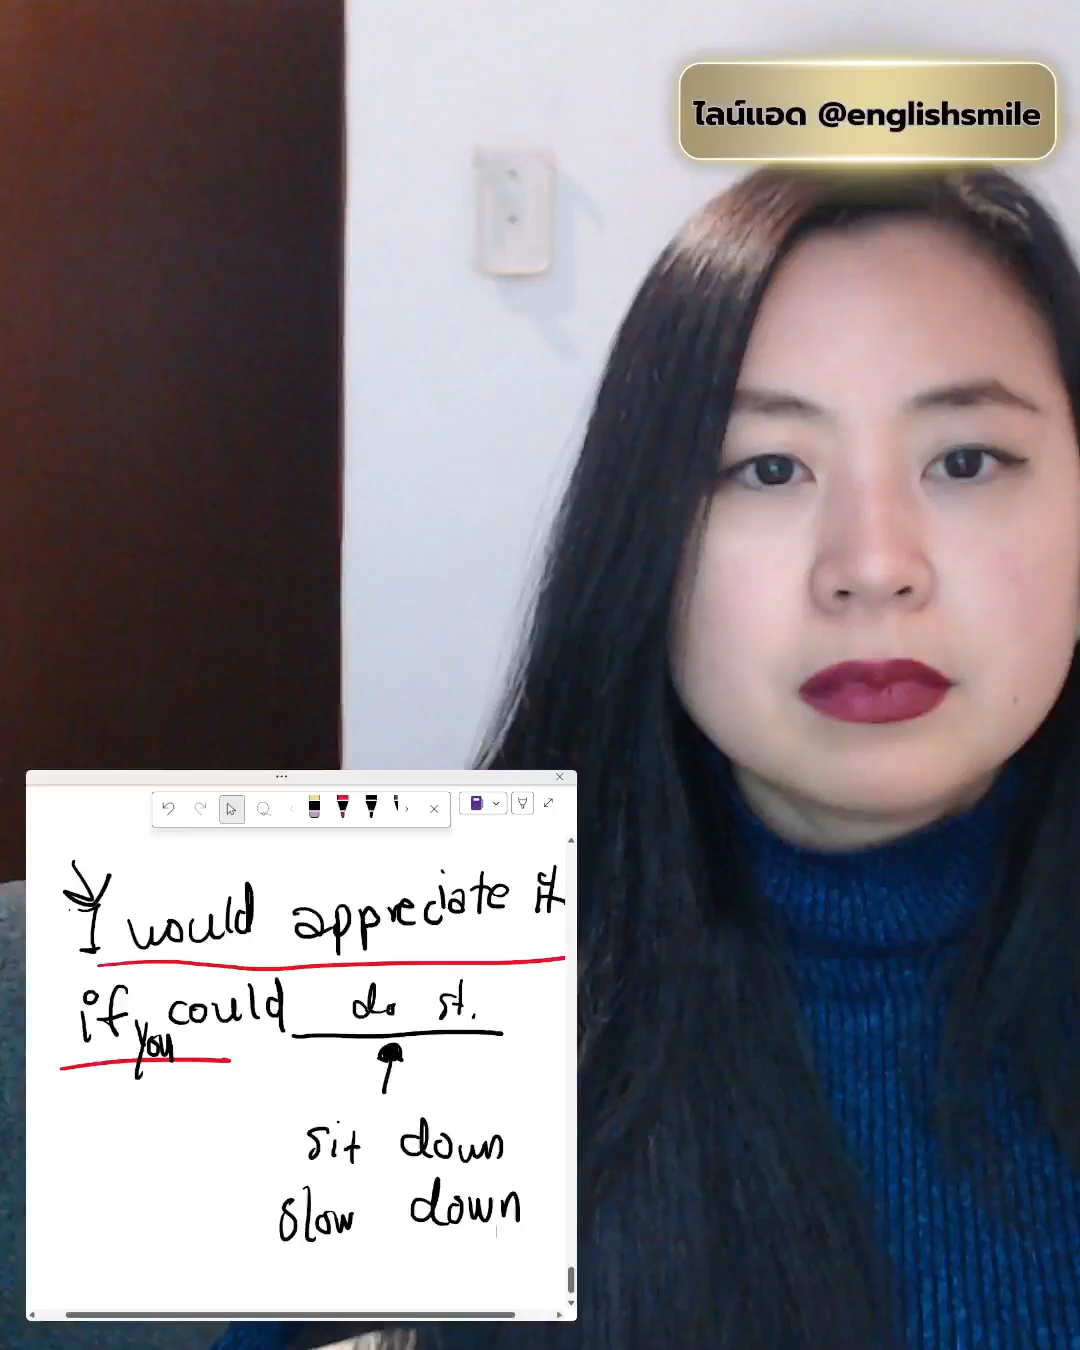 ไลน์แอด @englishsmile
I would appreciate it
if you could do st.
sit down
slow down